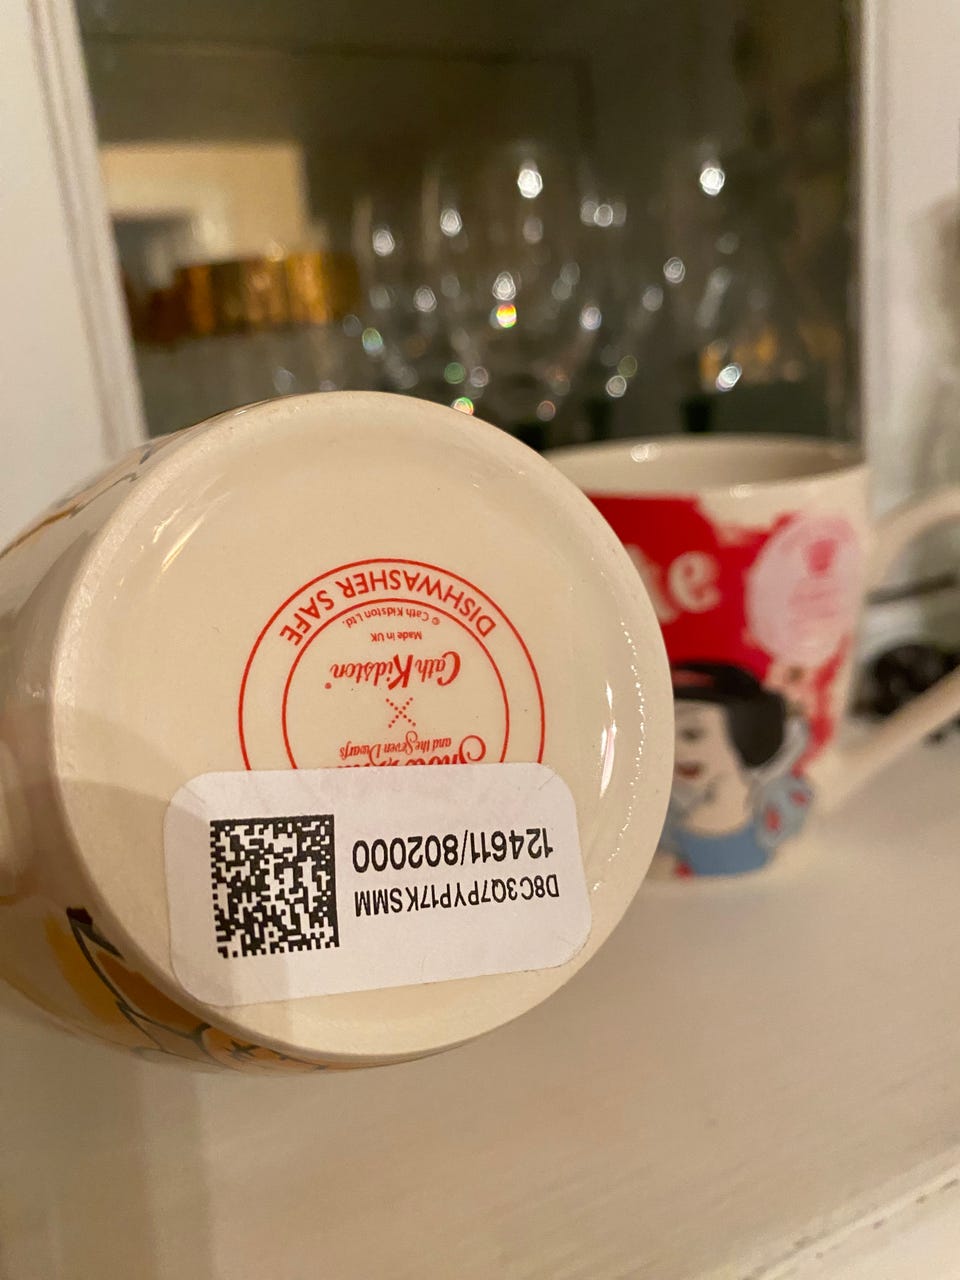 DISHWASHER SAFE
© Cath Kidston Ltd.
Made in UK
Cath Kidston®
and the Seven Dwarfs
124611/802000
D8C3Q7PYP17KSMM